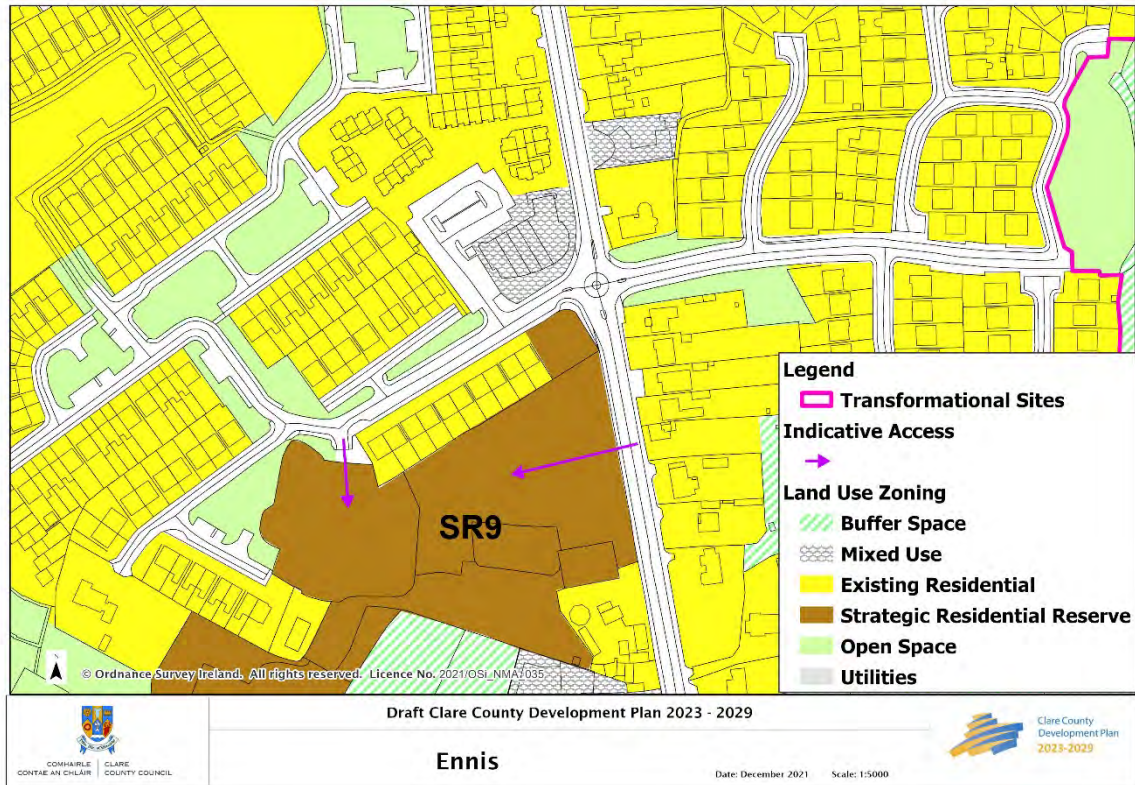 SR9
Legend
Transformational Sites
Indicative Access
Land Use Zoning
Buffer Space
Mixed Use
Existing Residential
Strategic Residential Reserve
Open Space
Utilities
© Ordnance Survey Ireland. All rights reserved. Licence No. 2021/OSi_NMA_035
COMHAIRLE CONTAE AN CHLÁIR
CLARE COUNTY COUNCIL
Draft Clare County Development Plan 2023 - 2029
Ennis
Date: December 2021 Scale: 1:5000
Clare County
Development Plan
2023-2029